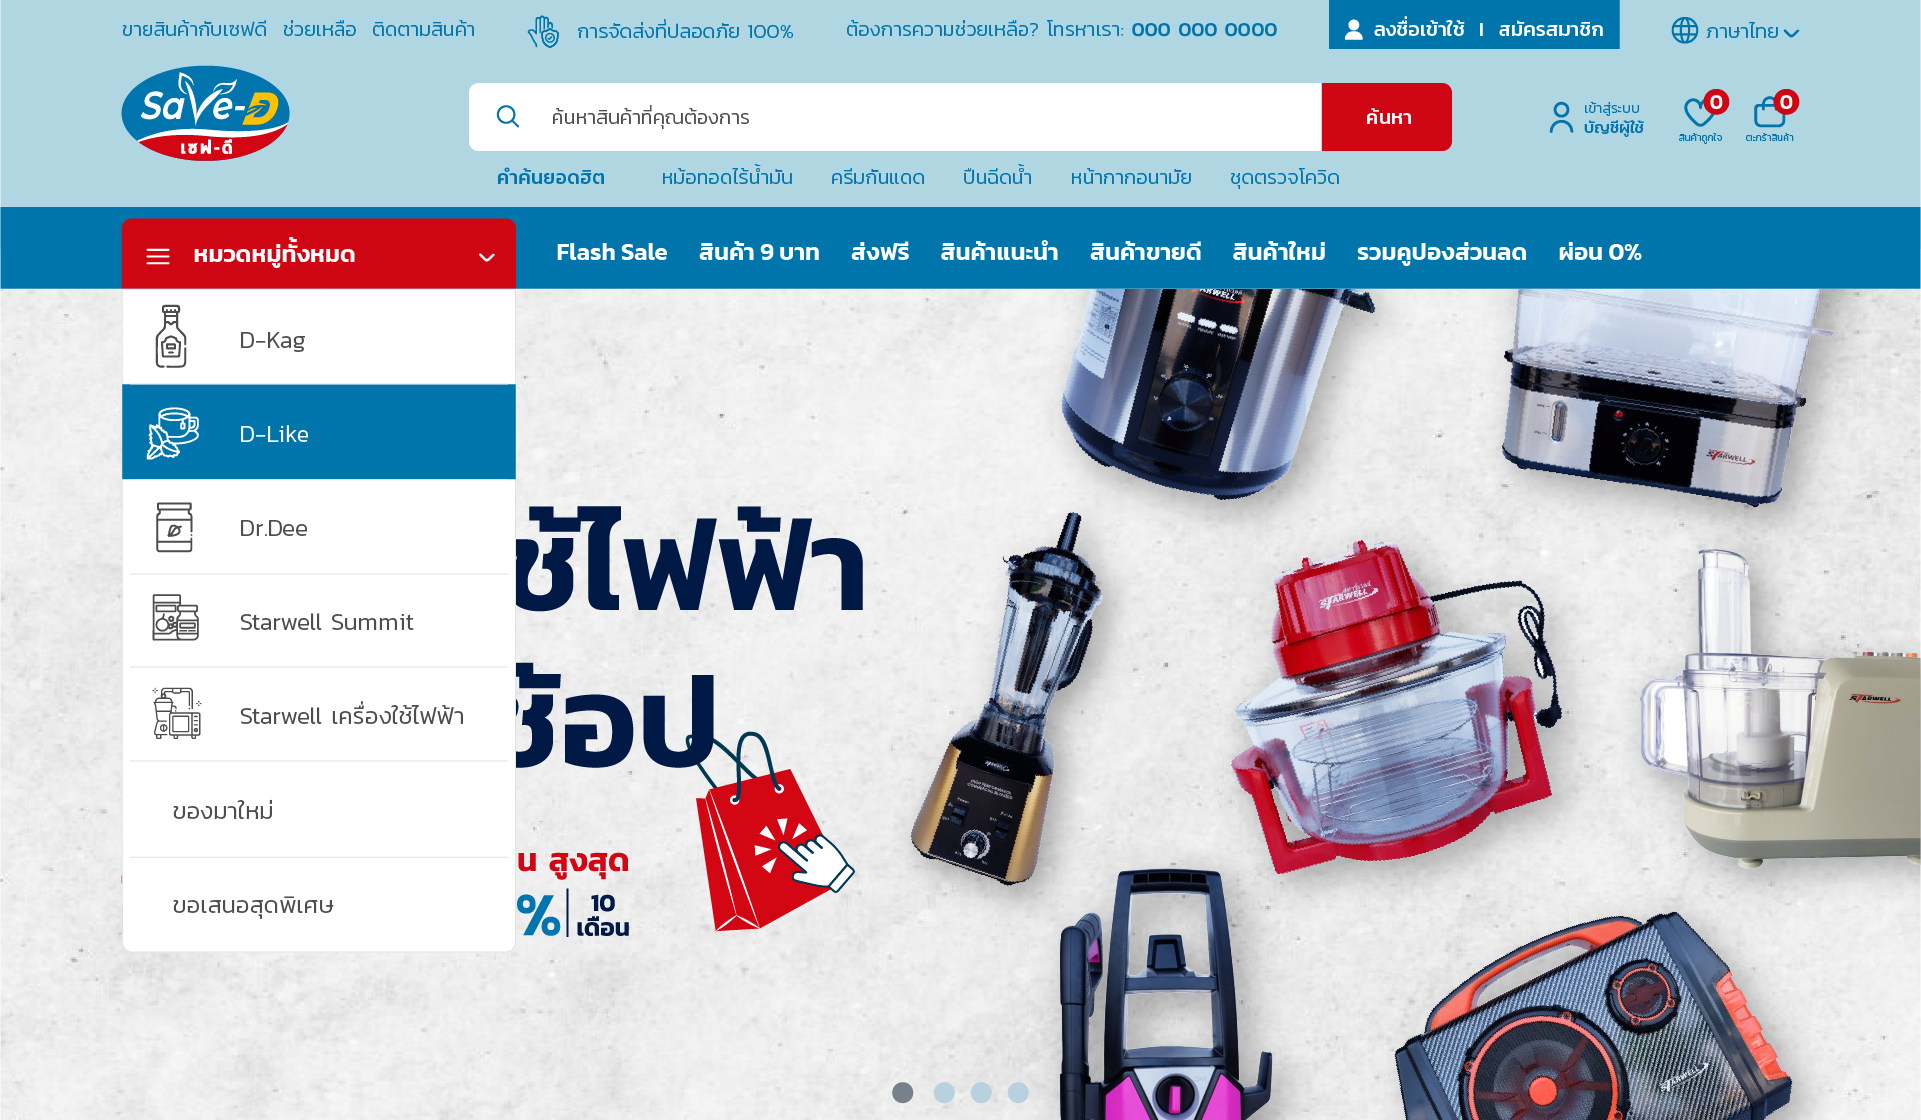 ขายสินค้ากับเซฟดี ช่วยเหลือ ติดตามสินค้า
การจัดส่งที่ปลอดภัย 100%
ต้องการความช่วยเหลือ? โทรหาเรา: 000 000 0000
ลงชื่อเข้าใช้ | สมัครสมาชิก
ภาษาไทย
Save-D
เซฟ-ดี
ค้นหาสินค้าที่คุณต้องการ
ค้นหา
เข้าสู่ระบบ
บัญชีผู้ใช้
0
สินค้าถูกใจ
0
ตะกร้าสินค้า
คำค้นยอดฮิต หม้อทอดไร้น้ำมัน ครีมกันแดด ปืนฉีดน้ำ หน้ากากอนามัย ชุดตรวจโควิด
หมวดหมู่ทั้งหมด
Flash Sale สินค้า 9 บาท ส่งฟรี สินค้าแนะนำ สินค้าขายดี สินค้าใหม่ รวมคูปองส่วนลด ผ่อน 0%
D-Kag
D-Like
Dr.Dee
Starwell Summit
Starwell เครื่องใช้ไฟฟ้า
ของมาใหม่
ขอเสนอสุดพิเศษ
ช้ไฟฟ้า
ช้อป
น สูงสุด
% 10
เดือน
STARWELL
STARWELL
STARWELL
STARWELL